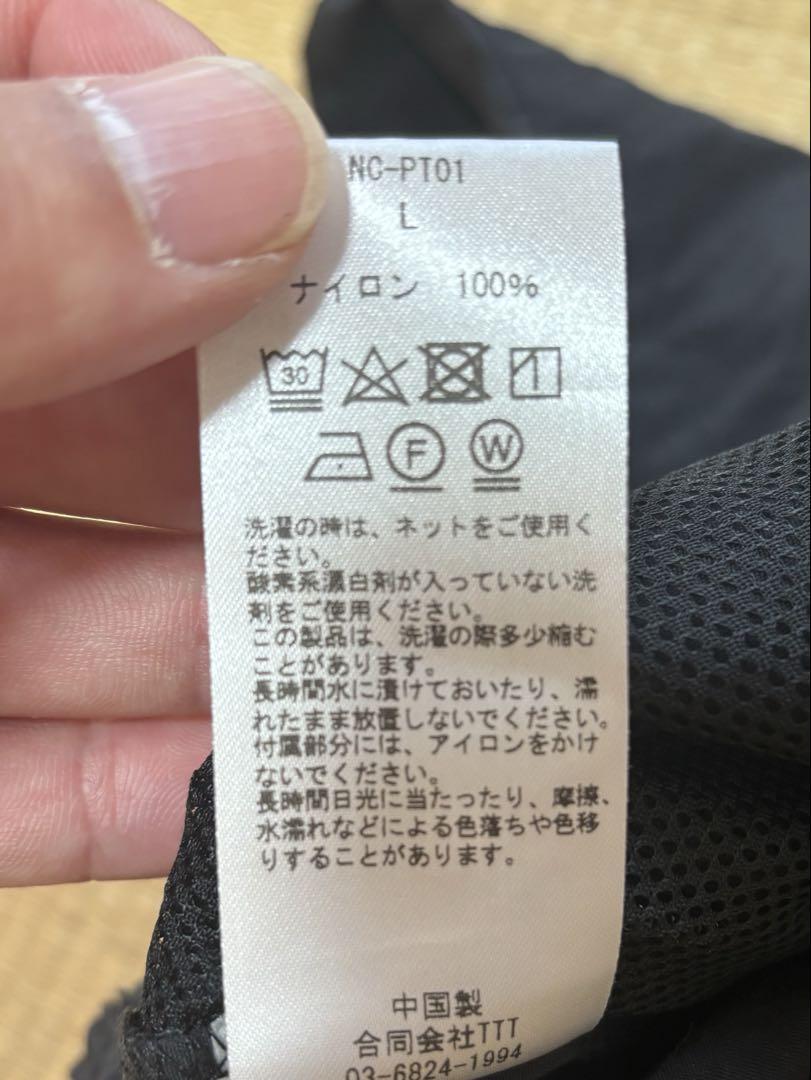 NC-PT01
L
ナイロン 100%
30
F
W
洗濯の時は、ネットをご使用く
ださい。
酸素系漂白剤が入っていない洗
剤をご使用ください。
この製品は、洗濯の際多少縮む
ことがあります。
長時間水に漬けておいたり、濡
れたまま放置しないでください。
付属部分には、アイロンをかけ
ないでください。
長時間日光に当たったり、摩擦、
水濡れなどによる色落ちや色移
りすることがあります。
中国製
合同会社TTT
03-6824-1994